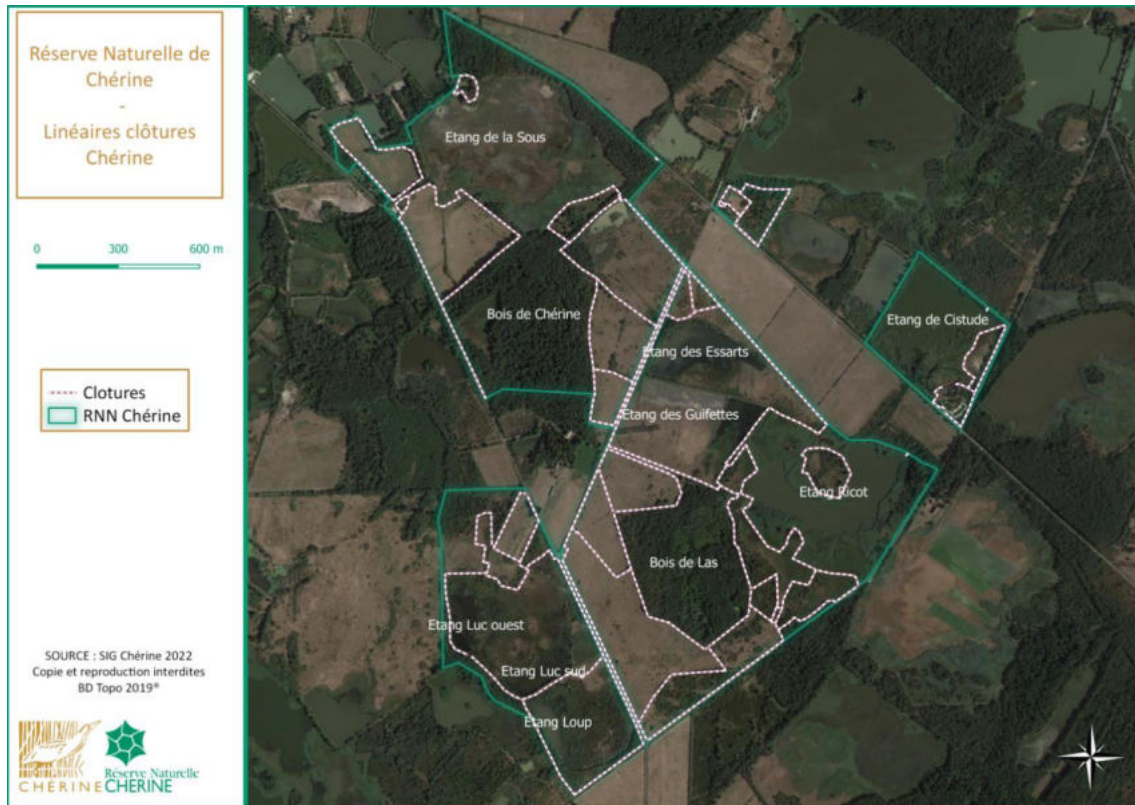 Réserve Naturelle de
Chérine
-
Linéaires clôtures
Chérine
0 300 600 m
Clotures
RNN Chérine
SOURCE : SIG Chérine 2022
Copie et reproduction interdites
BD Topo 2019®
CHÉRINE
Réserve Naturelle
CHERINE
Etang de la Sous
Bois de Chérine
Etang de Cistude
Etang des Essarts
Etang des Guifettes
Etang Ricot
Bois de Las
Etang Luc ouest
Etang Luc sud
Etang Loup